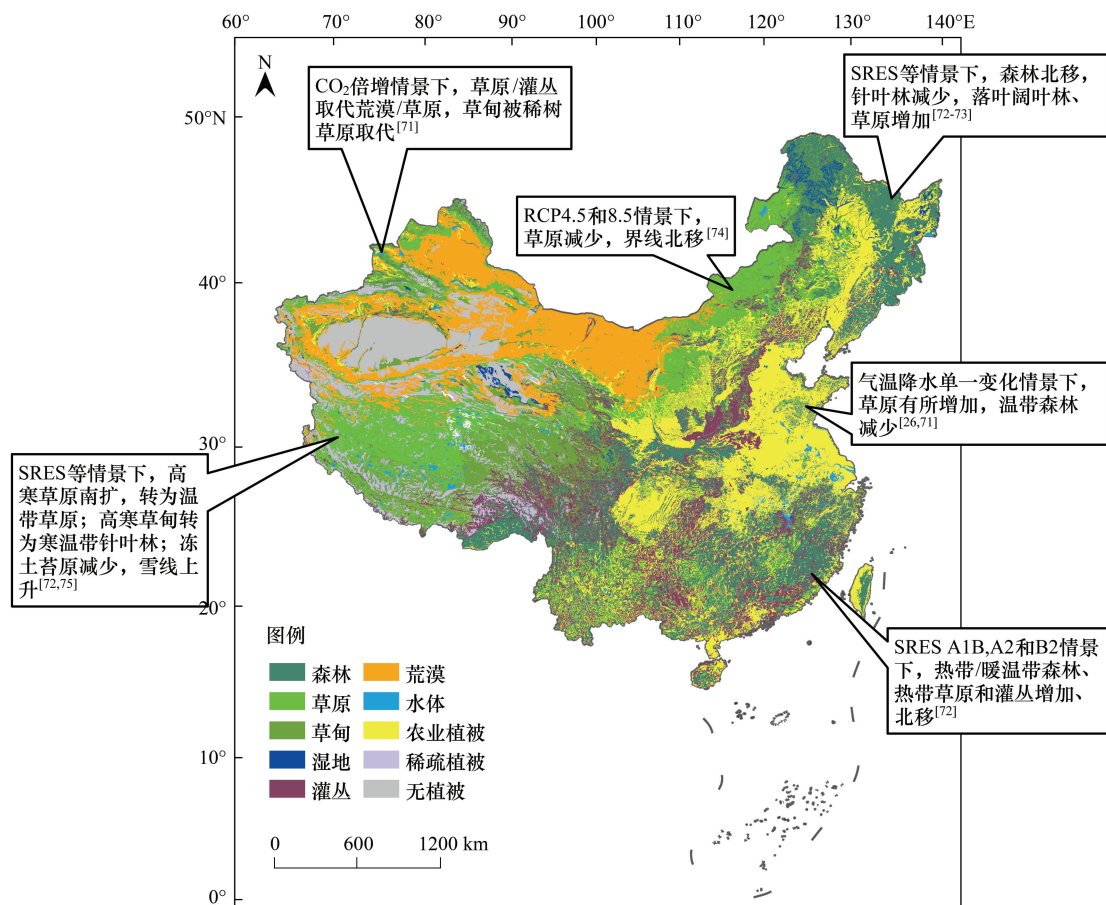 60° 70° 80° 90° 100° 110° 120° 130° 140°E
N
50°N
40°
30°
20°
10°
0°
CO₂倍增情景下，草原/灌丛
取代荒漠/草原，草甸被稀树
草原取代[71]
SRES等情景下，森林北移，
针叶林减少，落叶阔叶林、
草原增加[72-73]
RCP4.5和8.5情景下，
草原减少，界线北移[74]
气温降水单一变化情景下，
草原有所增加，温带森林
减少[26,71]
SRES等情景下，高
寒草原南扩，转为温
带草原；高寒草甸转
为寒温带针叶林；冻
土苔原减少，雪线上
升[72,75]
SRES A1B,A2和B2情景
下，热带/暖温带森林、
热带草原和灌丛增加、
北移[72]
图例
森林 荒漠
草原 水体
草甸 农业植被
湿地 稀疏植被
灌丛 无植被
0 600 1200 km